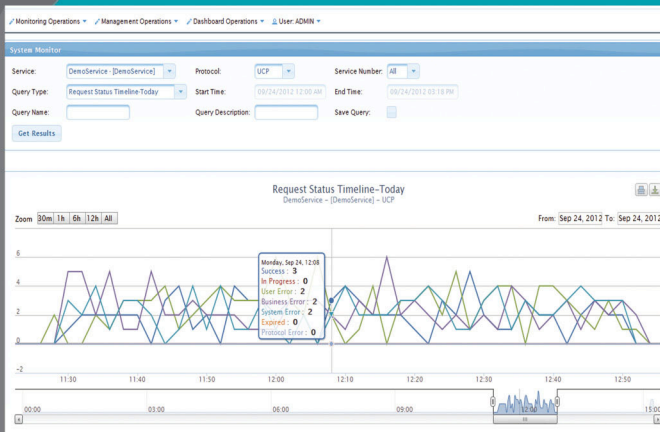 Monitoring Operations Management Operations Dashboard Operations User: ADMIN
System Monitor
Service: DemoService - [DemoService] Protocol: UCP Service Number: All
Query Type: Request Status Timeline-Today Start Time: 09/24/2012 12:00 AM End Time: 09/24/2012 03:18 PM
Query Name: Query Description: Save Query:
Get Results
Request Status Timeline-Today
DemoService - [DemoService] - UCP
Zoom 30m 1h 6h 12h All From: Sep 24, 2012 To: Sep 24, 2012
6
4
2
0
-2
Monday, Sep 24, 12:08
Success : 3
In Progress : 0
User Error : 2
Business Error : 2
System Error : 2
Expired : 0
Protocol Error : 0
11:30 11:40 11:50 12:00 12:10 12:20 12:30 12:40 12:50
00:00 03:00 06:00 09:00 12:00 15:00